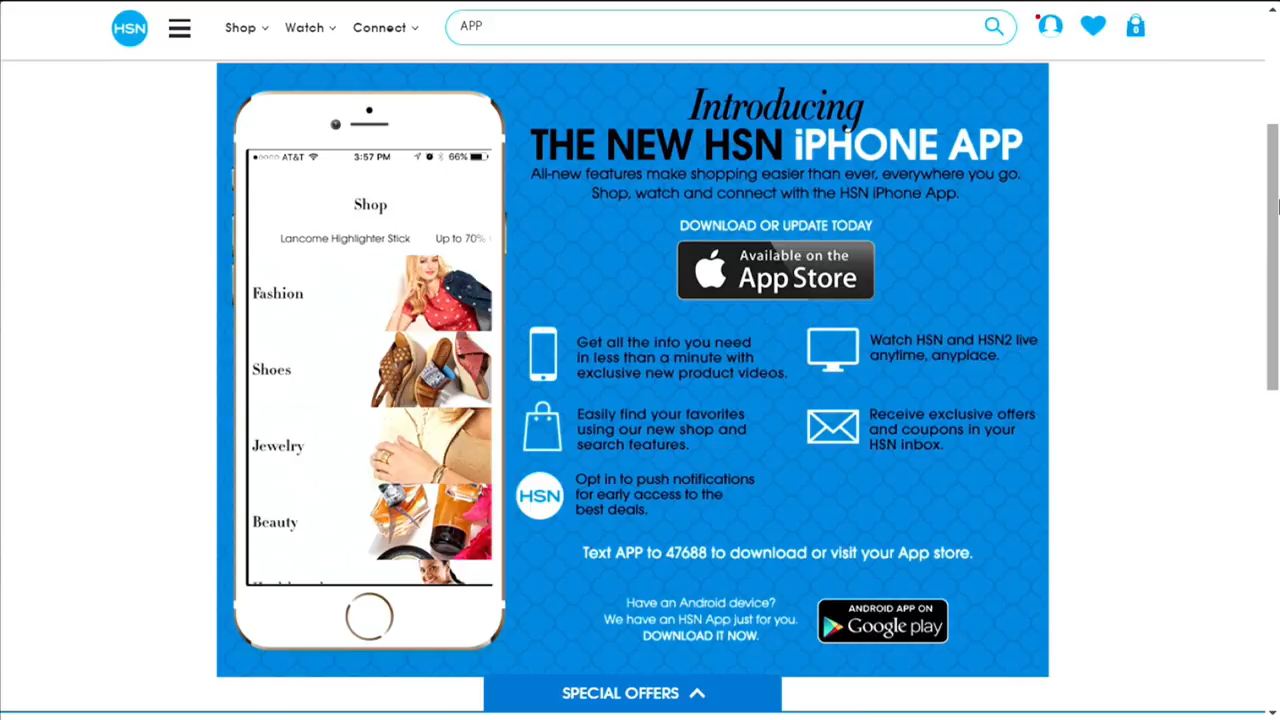 HSN
Shop
Watch
Connect
APP
0
AT&T
3:57 PM
66%
Shop
Lancome Highlighter Stick
Up to 70%
Fashion
Shoes
Jewelry
Beauty
Introducing
THE NEW HSN iPHONE APP
All-new features make shopping easier than ever, everywhere you go.
Shop, watch and connect with the HSN iPhone App.
DOWNLOAD OR UPDATE TODAY
Available on the
App Store
Get all the info you need
in less than a minute with
exclusive new product videos.
Watch HSN and HSN2 live
anytime, anyplace.
Easily find your favorites
using our new shop and
search features.
Receive exclusive offers
and coupons in your
HSN inbox.
HSN
Opt in to push notifications
for early access to the
best deals.
Text APP to 47688 to download or visit your App store.
Have an Android device?
We have an HSN App just for you.
DOWNLOAD IT NOW.
ANDROID APP ON
Google play
SPECIAL OFFERS